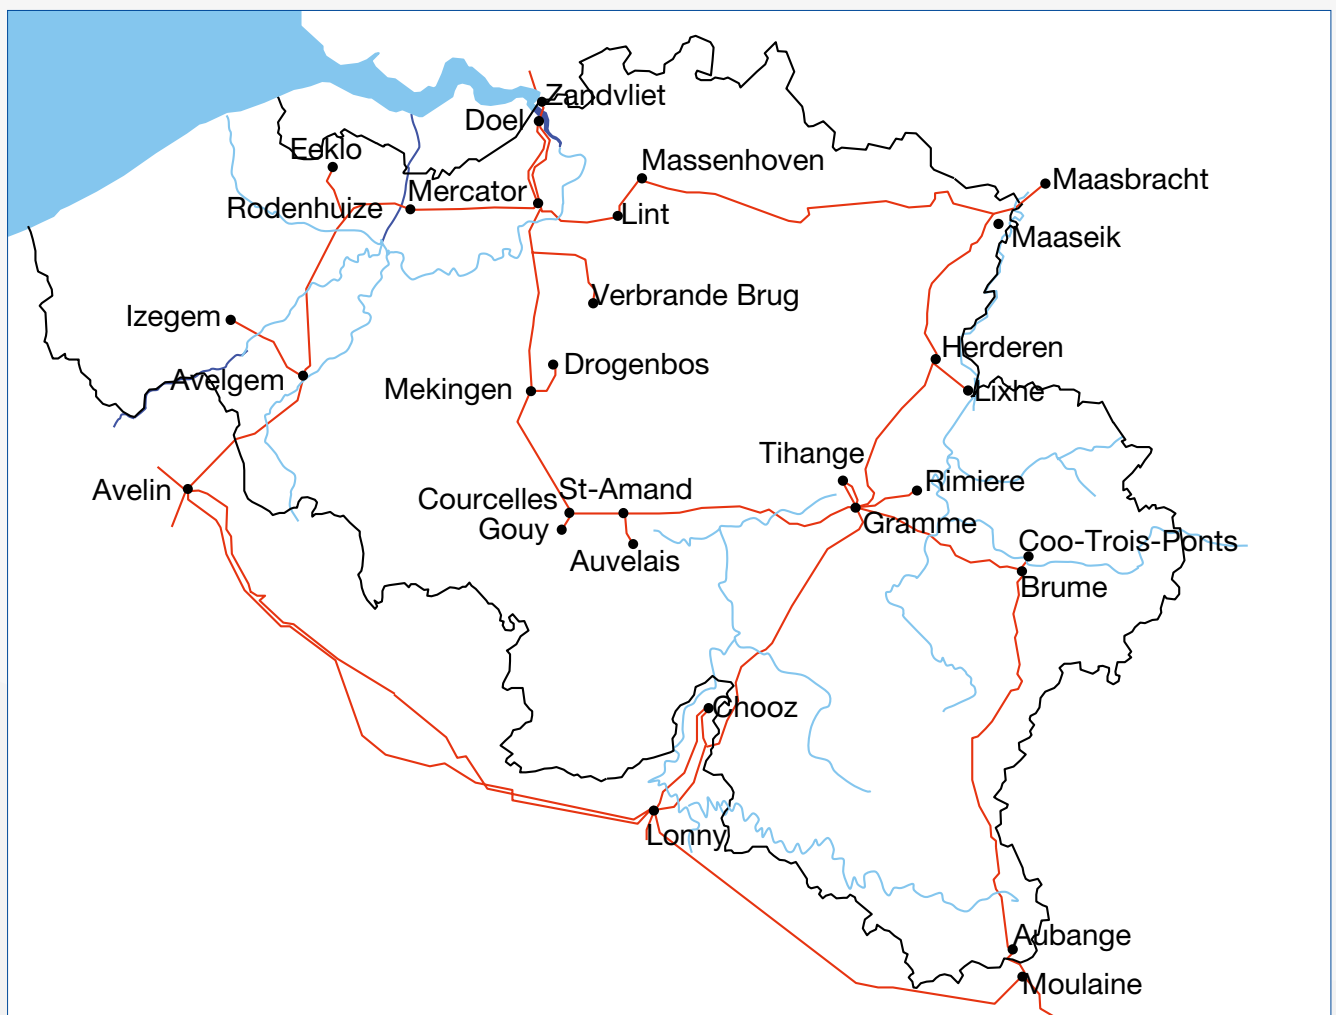 Zandvliet
Doel
Eeklo
Massenhoven
Maasbracht
Mercator
Rodenhuize
Lint
Maaseik
Verbrande Brug
Izegem
Herderen
Drogenbos
Avelgem
Mekingen
Lixhe
Tihange
Avelin
Courcelles
St-Amand
Rimiere
Gouy
Gramme
Auvelais
Coo-Trois-Ponts
Brume
Chooz
Lonny
Aubange
Moulaine